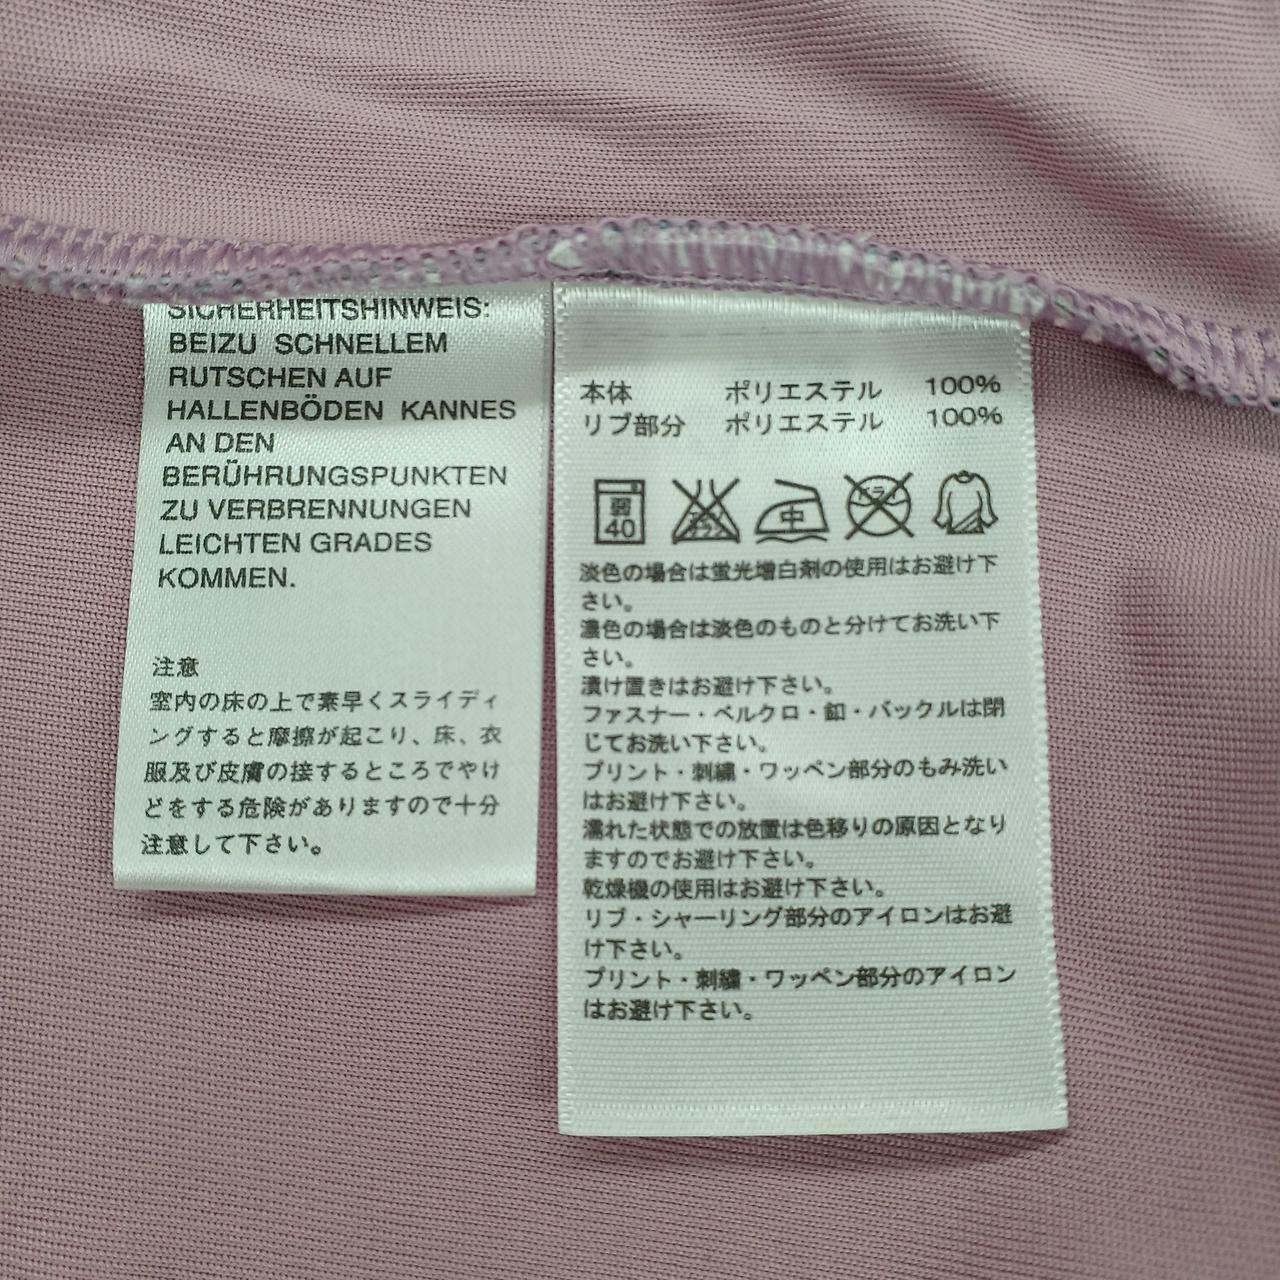 SICHERHEITSHINWEIS:
BEIZU SCHNELLEM
RUTSCHEN AUF
HALLENBÖDEN KANNES
AN DEN
BERÜHRUNGSPUNKTEN
ZU VERBRENNUNGEN
LEICHTEN GRADES
KOMMEN.
注意
室内の床の上で素早くスライディ
ングすると摩擦が起こり、床、衣
服及び皮膚の接するところでやけ
どをする危険がありますので十分
注意して下さい。
本体 ポリエステル 100%
リブ部分 ポリエステル 100%
弱 40 中
淡色の場合は蛍光増白剤の使用はお避け下
さい。
濃色の場合は淡色のものと分けてお洗い下
さい。
漬け置きはお避け下さい。
ファスナー・ベルクロ・釦・バックルは閉
じてお洗い下さい。
プリント・刺繍・ワッペン部分のもみ洗い
はお避け下さい。
濡れた状態での放置は色移りの原因となり
ますのでお避け下さい。
乾燥機の使用はお避け下さい。
リブ・シャーリング部分のアイロンはお避
け下さい。
プリント・刺繍・ワッペン部分のアイロン
はお避け下さい。